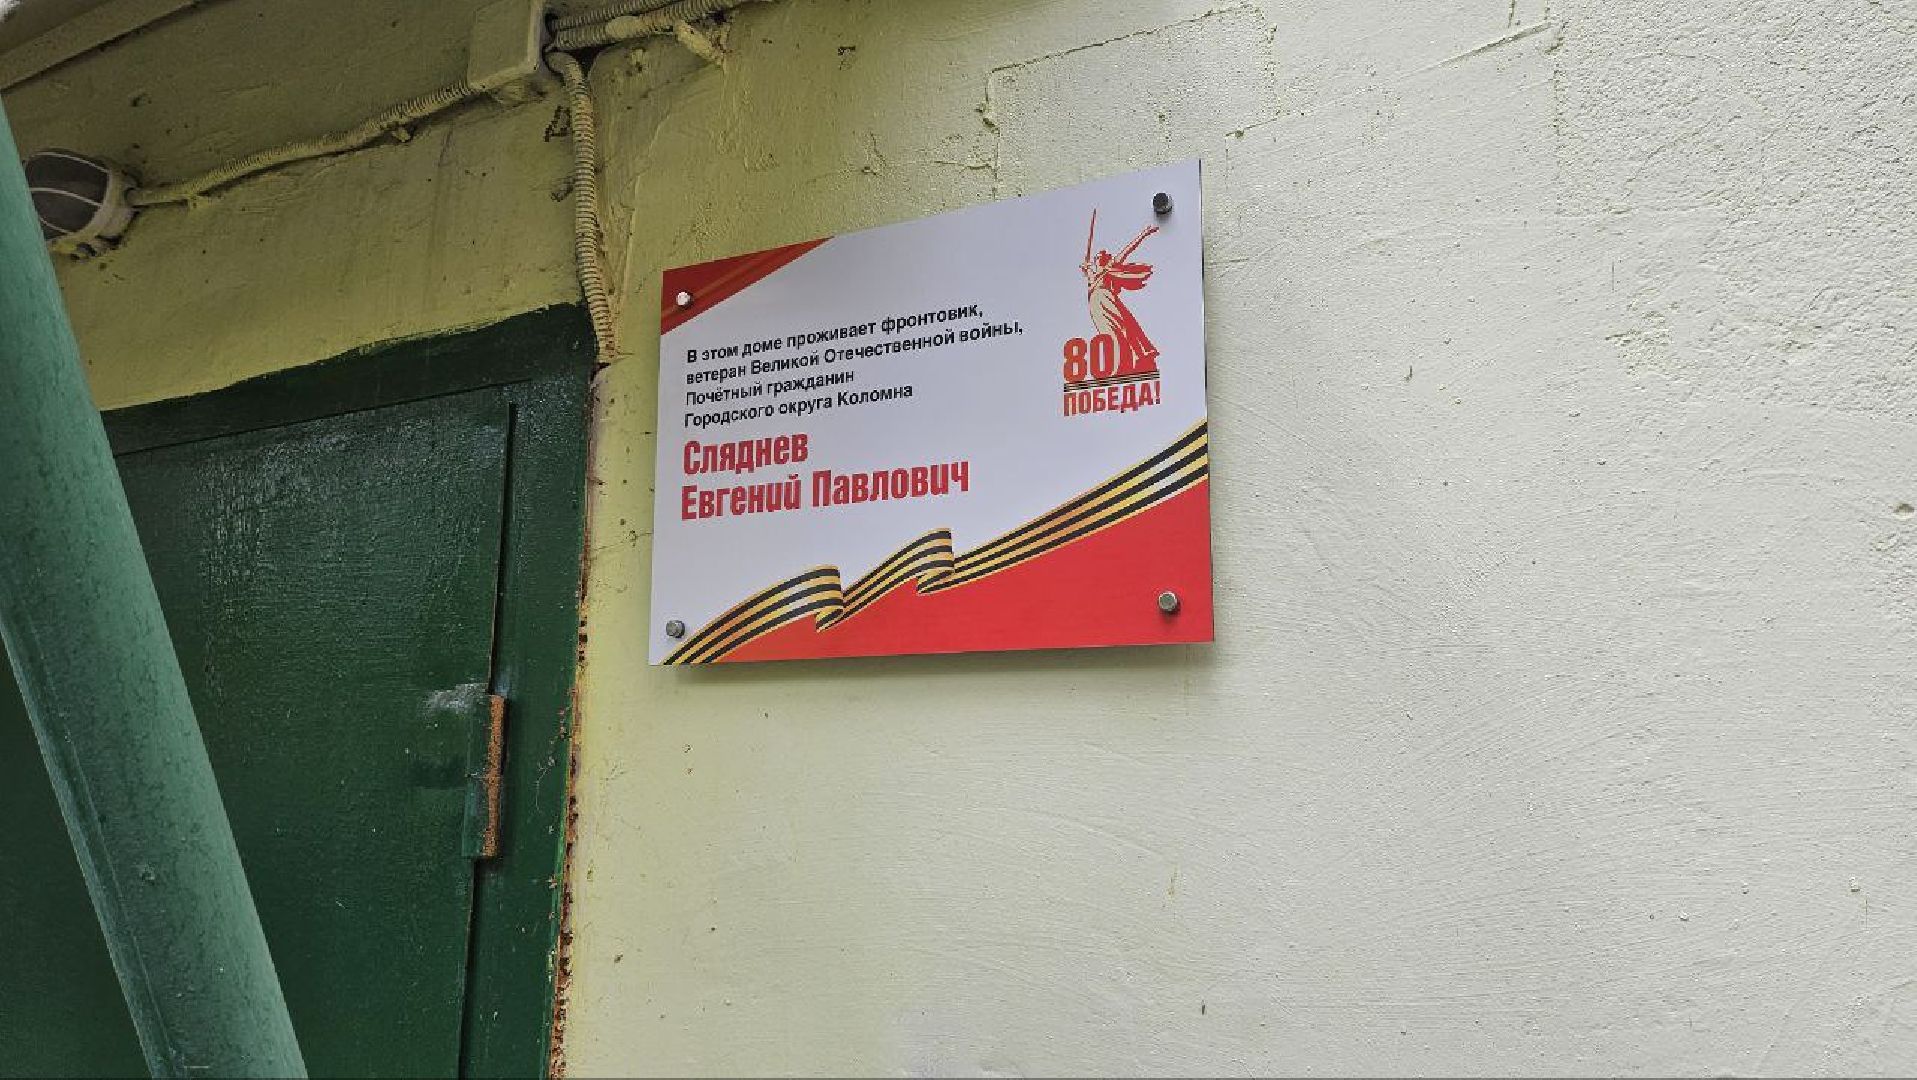 В этом доме проживает фронтовик,
ветеран Великой Отечественной войны,
Почётный гражданин
Городского округа Коломна
Сляднев
Евгений Павлович
80
ПОБЕДА!